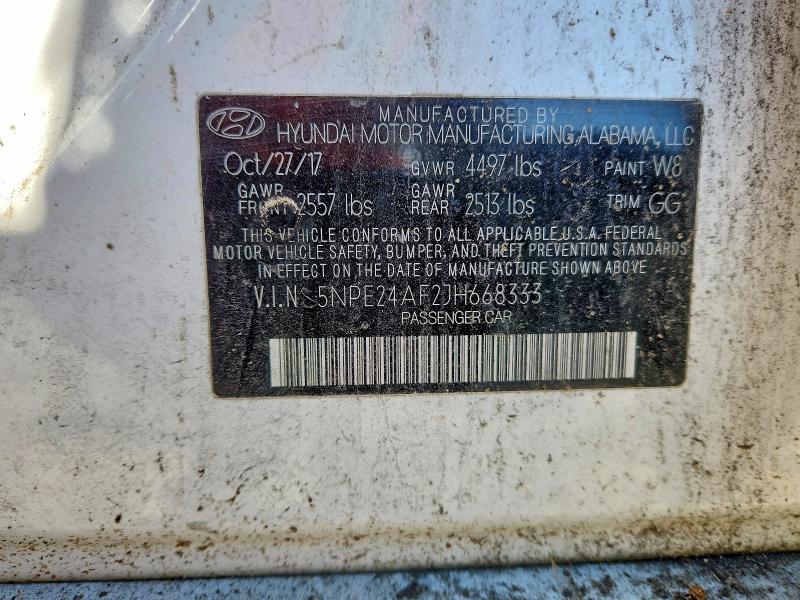 MANUFACTURED BY
HYUNDAI MOTOR MANUFACTURING ALABAMA, LLC
Oct/27/17 GVWR 4497 lbs PAINT W8
GAWR FRONT 2557 lbs GAWR REAR 2513 lbs TRIM GG
THIS VEHICLE CONFORMS TO ALL APPLICABLE U.S.A. FEDERAL
MOTOR VEHICLE SAFETY, BUMPER, AND THEFT PREVENTION STANDARDS
IN EFFECT ON THE DATE OF MANUFACTURE SHOWN ABOVE
V.I.N 5NPE24AF2JH668333
PASSENGER CAR